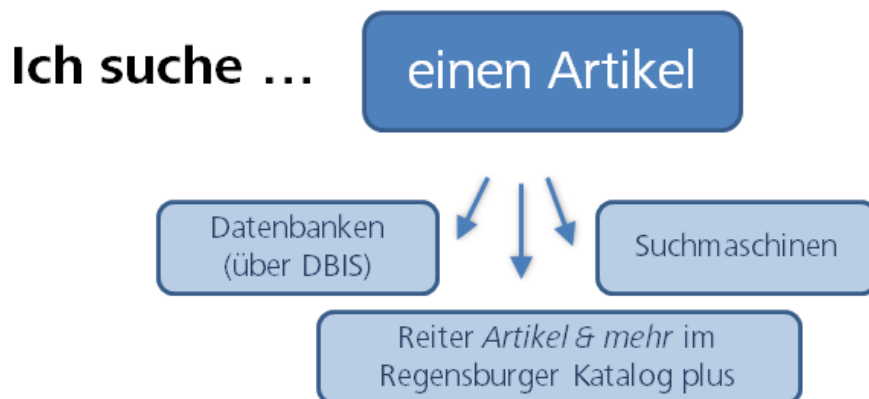 Ich suche …
einen Artikel
Datenbanken
(über DBIS)
Suchmaschinen
Reiter Artikel & mehr im
Regensburger Katalog plus